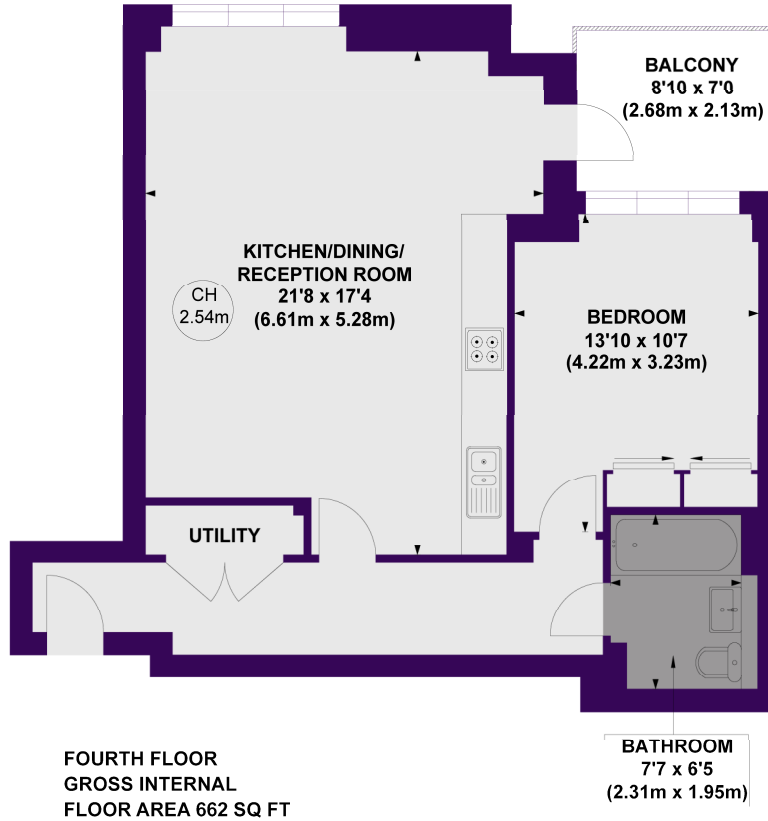 BALCONY
8'10 x 7'0
(2.68m x 2.13m)
KITCHEN/DINING/
RECEPTION ROOM
21'8 x 17'4
(6.61m x 5.28m)
CH
2.54m
BEDROOM
13'10 x 10'7
(4.22m x 3.23m)
UTILITY
BATHROOM
7'7 x 6'5
(2.31m x 1.95m)
FOURTH FLOOR
GROSS INTERNAL
FLOOR AREA 662 SQ FT